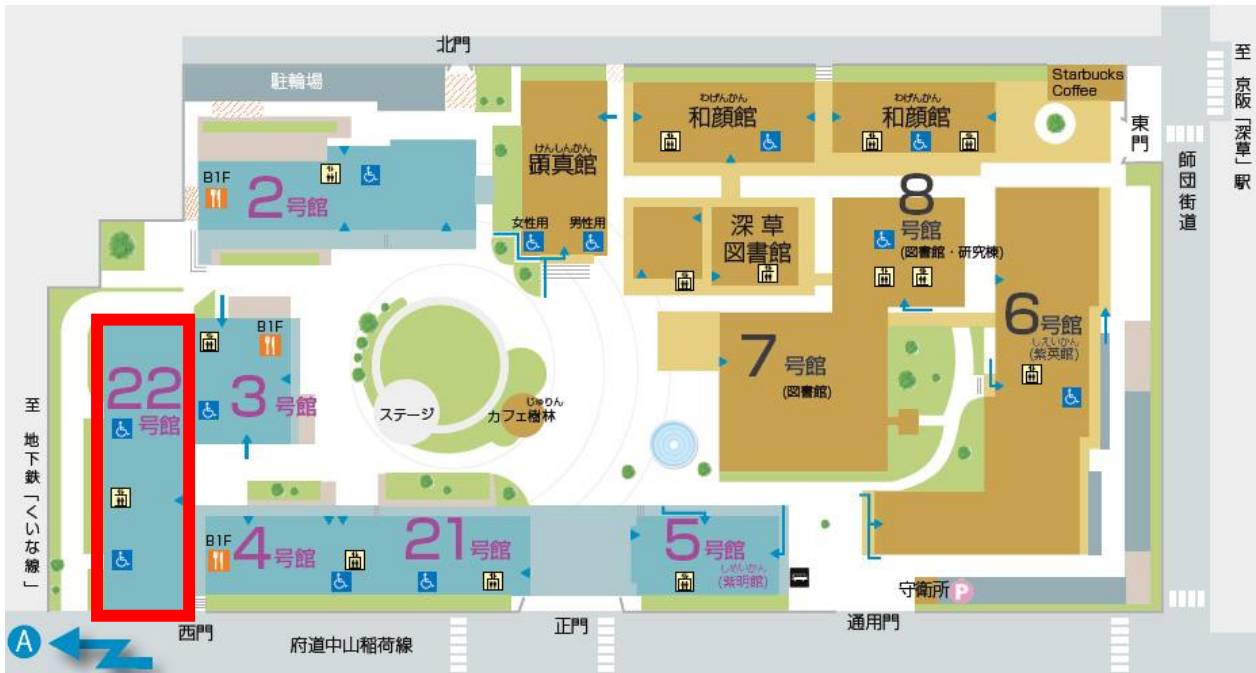 北門
駐輪場
Starbucks
Coffee
わげんかん
和顔館
わげんかん
和顔館
けんしんかん
顕真館
東門
至 京阪「深草」駅
師団街道
B1F
2号館
女性用
男性用
深草
図書館
8
号館
(図書館・研究棟)
6号館
しえいかん
(紫英館)
7号館
(図書館)
B1F
22
号館
3号館
ステージ
じゅりん
カフェ樹林
至 地下鉄「くいな線」
B1F
4号館
21号館
5号館
しめいかん
(紫明館)
守衛所 P
西門
正門
通用門
府道中山稲荷線
A